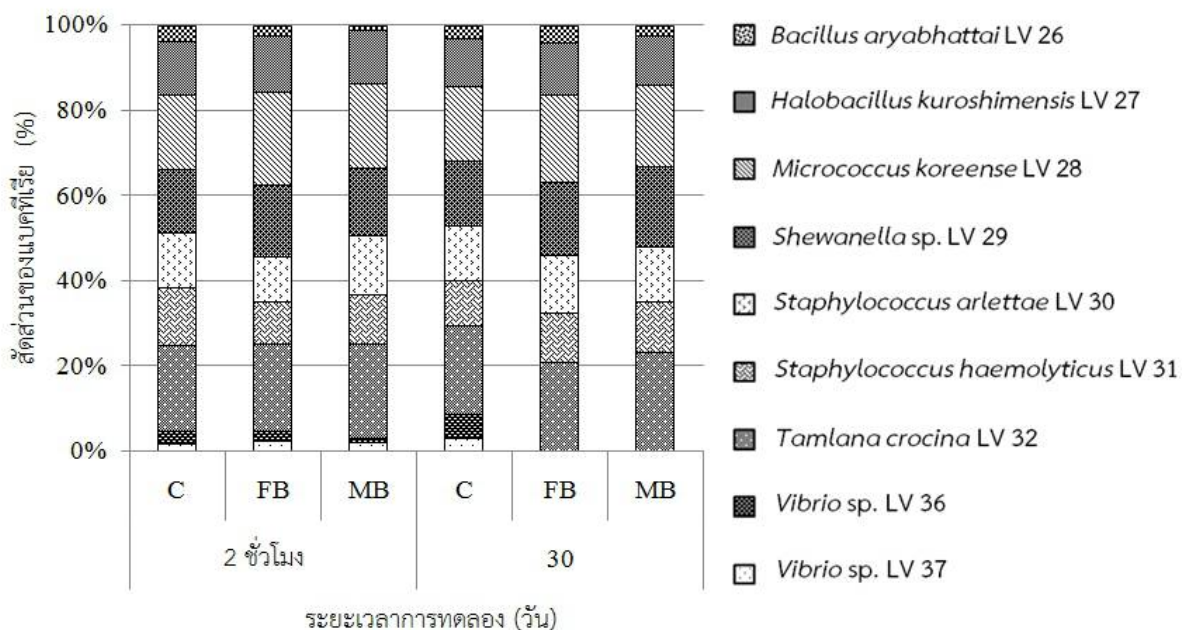 สัดส่วนของแบคทีเรีย (%)
100%
80%
60%
40%
20%
0%
C FB MB C FB MB
2 ชั่วโมง 30
ระยะเวลาการทดลอง (วัน)
Bacillus aryabhattai LV 26
Halobacillus kuroshimensis LV 27
Micrococcus koreense LV 28
Shewanella sp. LV 29
Staphylococcus arlettae LV 30
Staphylococcus haemolyticus LV 31
Tamlana crocina LV 32
Vibrio sp. LV 36
Vibrio sp. LV 37